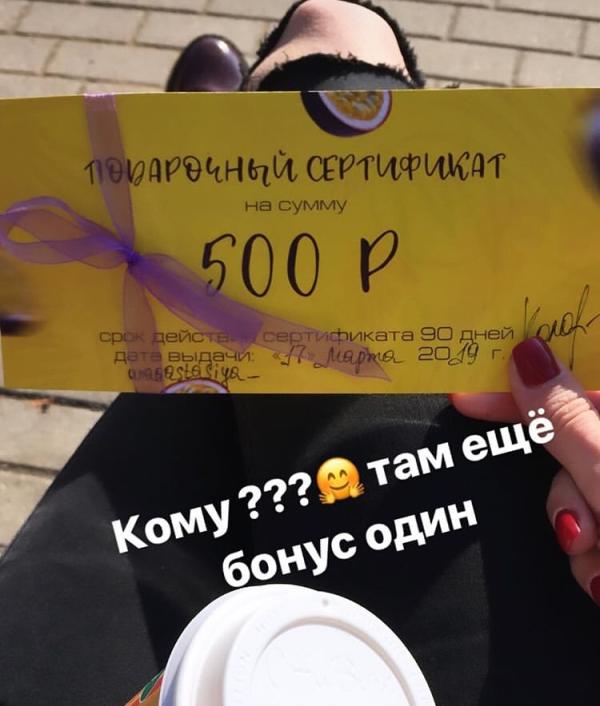 ПОДАРОЧНЫЙ СЕРТИФИКАТ
на сумму
500 Р
срок действия сертификата 90 дней
дата выдачи: «17» Марта 2019 г.
Кому ???🤗 там ещё
бонус один